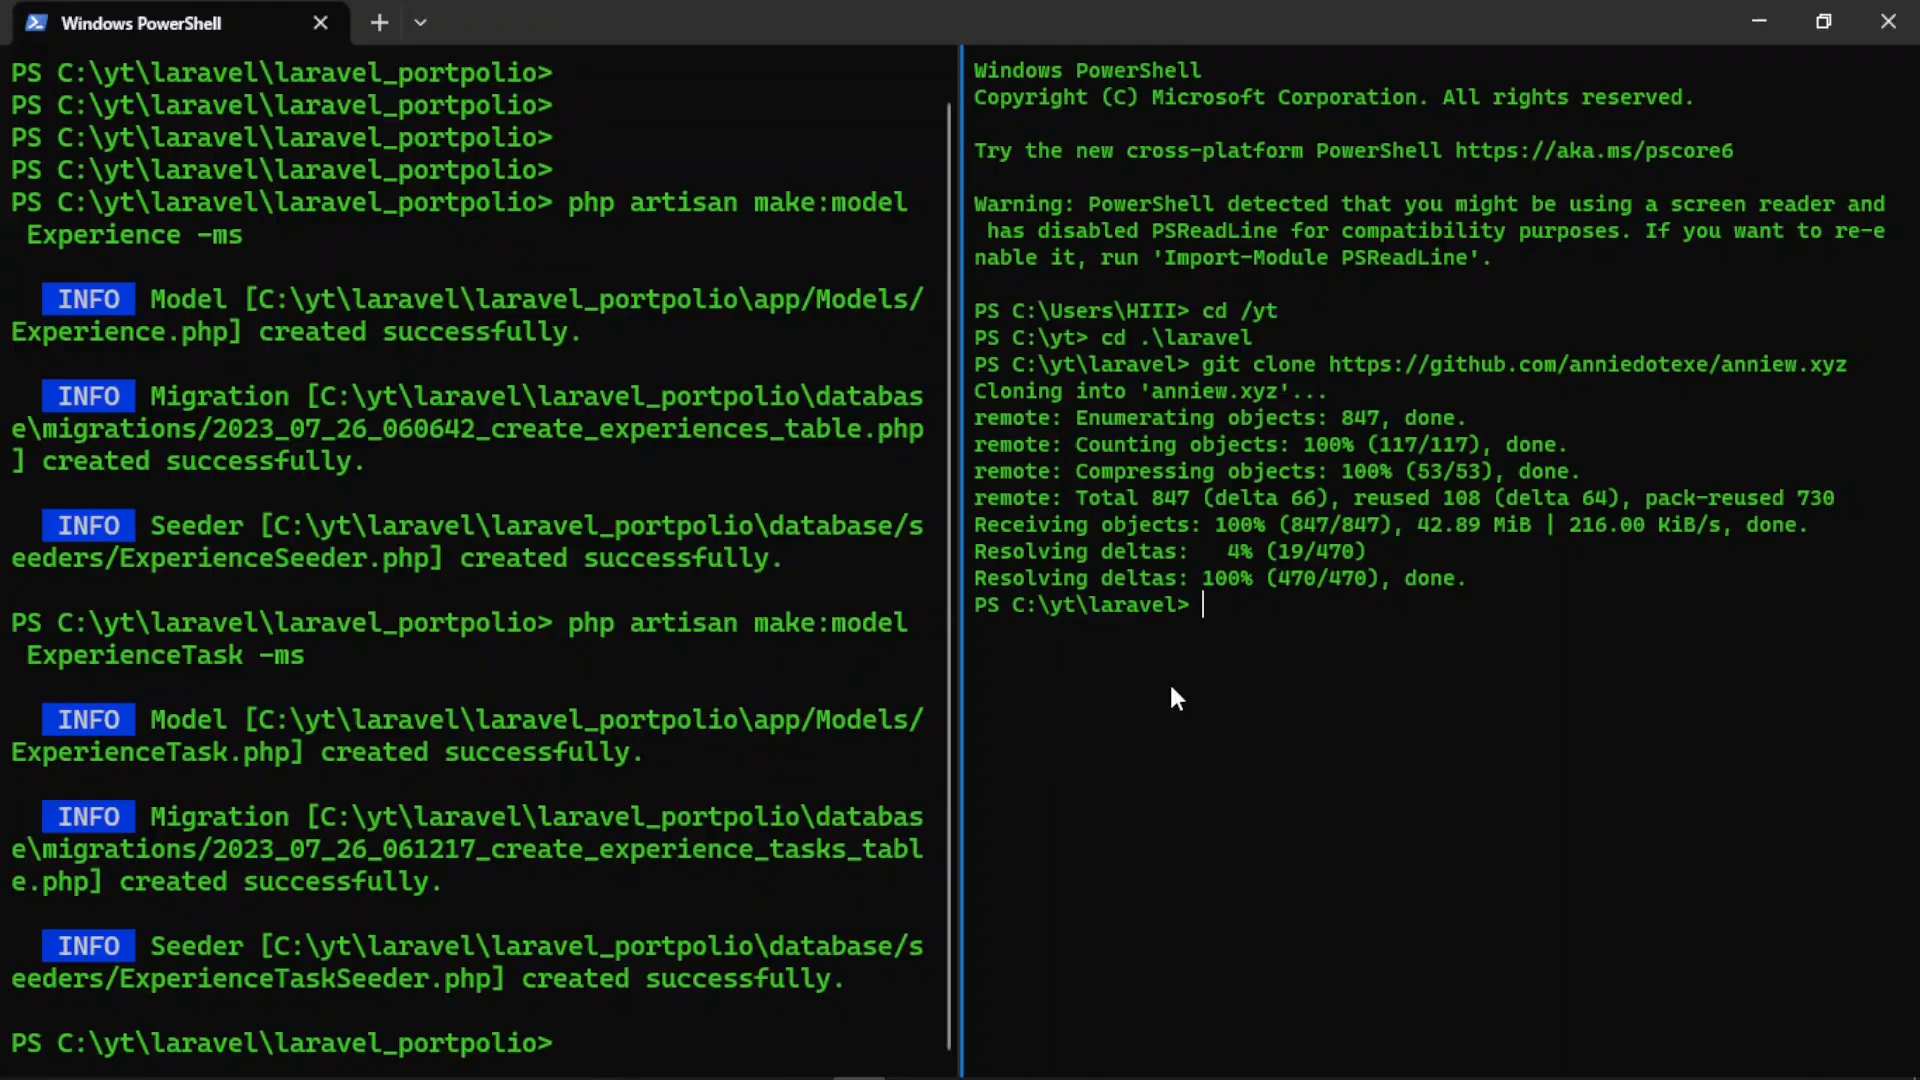 Windows PowerShell
PS C:\yt\laravel\laravel_portpolio>
PS C:\yt\laravel\laravel_portpolio>
PS C:\yt\laravel\laravel_portpolio>
PS C:\yt\laravel\laravel_portpolio>
PS C:\yt\laravel\laravel_portpolio> php artisan make:model
Experience -ms
INFO Model [C:\yt\laravel\laravel_portpolio\app/Models/
Experience.php] created successfully.
INFO Migration [C:\yt\laravel\laravel_portpolio\databas
e\migrations/2023_07_26_060642_create_experiences_table.php
] created successfully.
INFO Seeder [C:\yt\laravel\laravel_portpolio\database/s
eeders/ExperienceSeeder.php] created successfully.
PS C:\yt\laravel\laravel_portpolio> php artisan make:model
ExperienceTask -ms
INFO Model [C:\yt\laravel\laravel_portpolio\app/Models/
ExperienceTask.php] created successfully.
INFO Migration [C:\yt\laravel\laravel_portpolio\databas
e\migrations/2023_07_26_061217_create_experience_tasks_tabl
e.php] created successfully.
INFO Seeder [C:\yt\laravel\laravel_portpolio\database/s
eeders/ExperienceTaskSeeder.php] created successfully.
PS C:\yt\laravel\laravel_portpolio>
Windows PowerShell
Copyright (C) Microsoft Corporation. All rights reserved.
Try the new cross-platform PowerShell https://aka.ms/pscore6
Warning: PowerShell detected that you might be using a screen reader and
has disabled PSReadLine for compatibility purposes. If you want to re-e
nable it, run 'Import-Module PSReadLine'.
PS C:\Users\HIII> cd /yt
PS C:\yt> cd .\laravel
PS C:\yt\laravel> git clone https://github.com/anniedotexe/anniew.xyz
Cloning into 'anniew.xyz'...
remote: Enumerating objects: 847, done.
remote: Counting objects: 100% (117/117), done.
remote: Compressing objects: 100% (53/53), done.
remote: Total 847 (delta 66), reused 108 (delta 64), pack-reused 730
Receiving objects: 100% (847/847), 42.89 MiB | 216.00 KiB/s, done.
Resolving deltas: 4% (19/470)
Resolving deltas: 100% (470/470), done.
PS C:\yt\laravel>